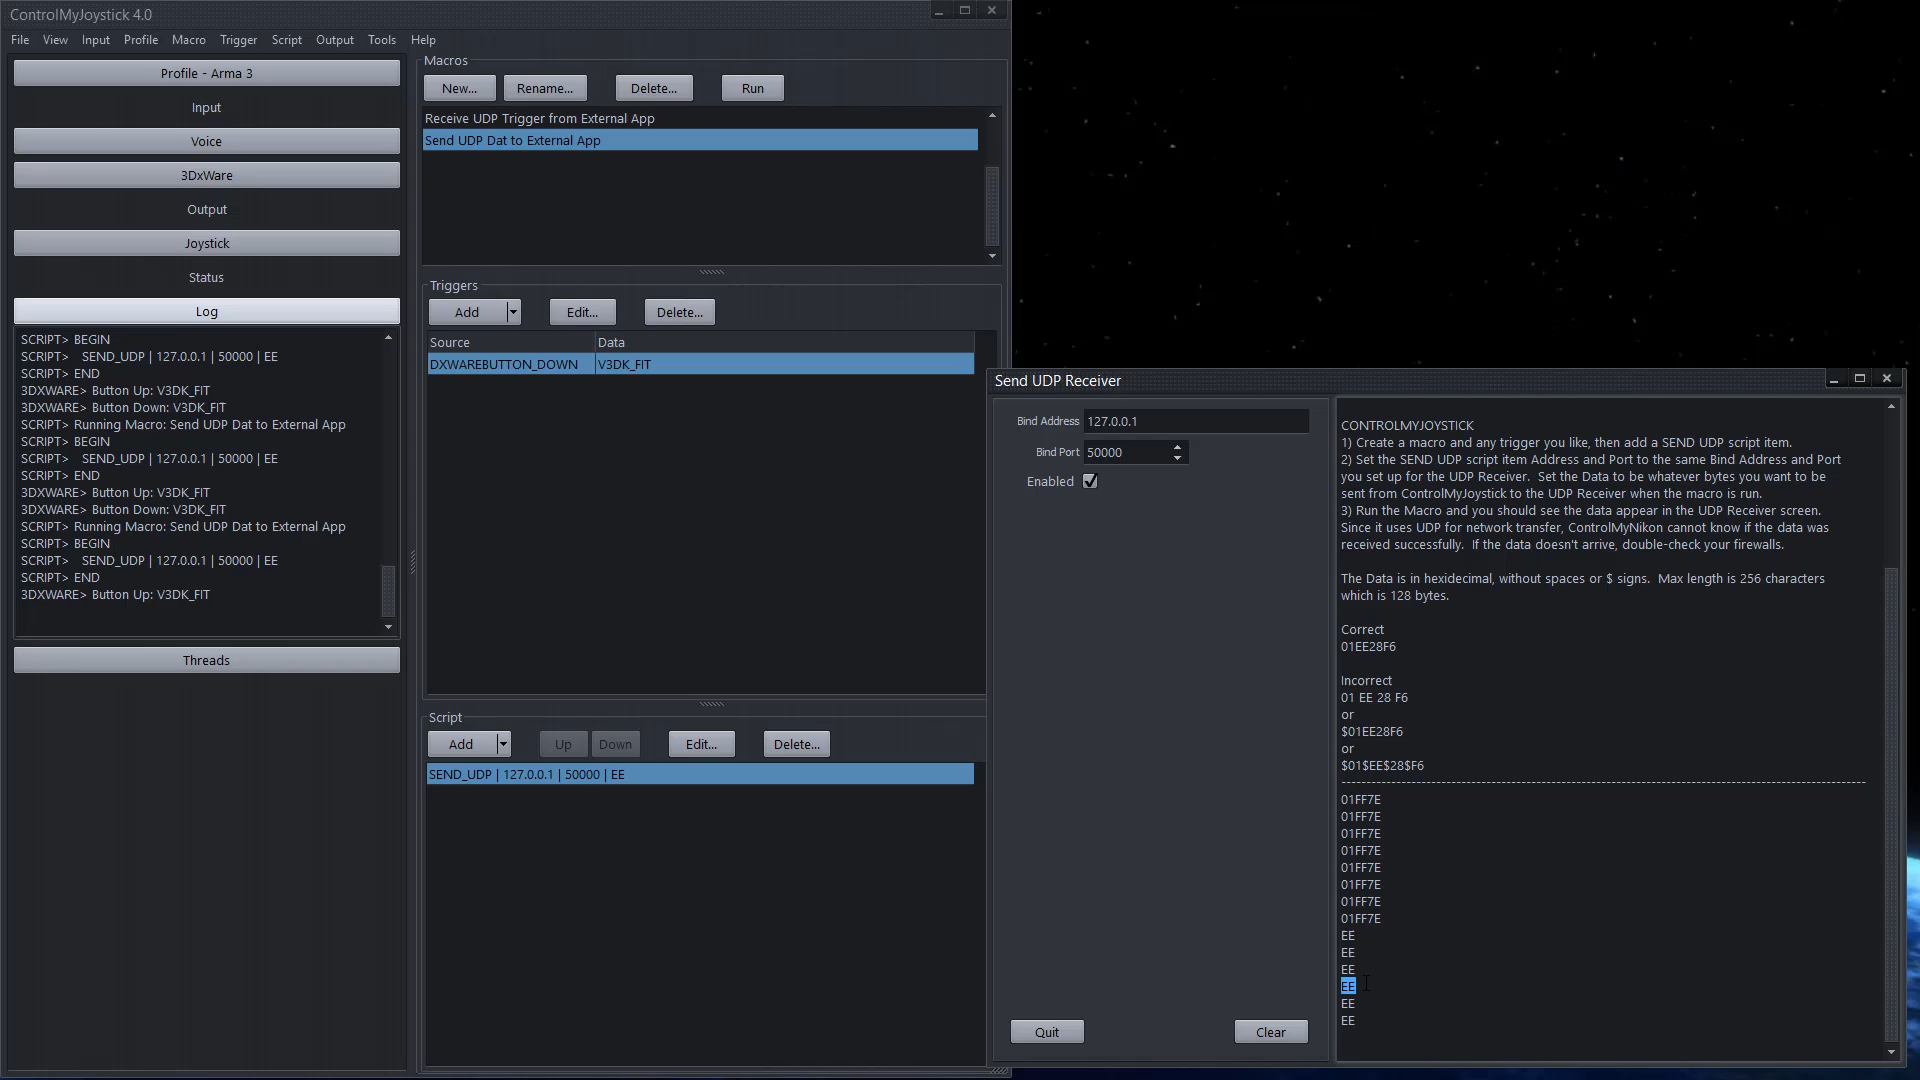 ControlMyJoystick 4.0
File View Input Profile Macro Trigger Script Output Tools Help
Profile - Arma 3
Input
Voice
3DxWare
Output
Joystick
Status
Log
SCRIPT> BEGIN
SCRIPT> SEND_UDP | 127.0.0.1 | 50000 | EE
SCRIPT> END
3DXWARE> Button Up: V3DK_FIT
3DXWARE> Button Down: V3DK_FIT
SCRIPT> Running Macro: Send UDP Dat to External App
SCRIPT> BEGIN
SCRIPT> SEND_UDP | 127.0.0.1 | 50000 | EE
SCRIPT> END
3DXWARE> Button Up: V3DK_FIT
3DXWARE> Button Down: V3DK_FIT
SCRIPT> Running Macro: Send UDP Dat to External App
SCRIPT> BEGIN
SCRIPT> SEND_UDP | 127.0.0.1 | 50000 | EE
SCRIPT> END
3DXWARE> Button Up: V3DK_FIT
Threads
Macros
New... Rename... Delete... Run
Receive UDP Trigger from External App
Send UDP Dat to External App
Triggers
Add Edit... Delete...
Source Data
DXWAREBUTTON_DOWN V3DK_FIT
Script
Add Up Down Edit... Delete...
SEND_UDP | 127.0.0.1 | 50000 | EE
Send UDP Receiver
Bind Address 127.0.0.1
Bind Port 50000
Enabled
Quit Clear
CONTROLMYJOYSTICK
1) Create a macro and any trigger you like, then add a SEND UDP script item.
2) Set the SEND UDP script item Address and Port to the same Bind Address and Port
you set up for the UDP Receiver. Set the Data to be whatever bytes you want to be
sent from ControlMyJoystick to the UDP Receiver when the macro is run.
3) Run the Macro and you should see the data appear in the UDP Receiver screen.
Since it uses UDP for network transfer, ControlMyNikon cannot know if the data was
received successfully. If the data doesn't arrive, double-check your firewalls.
The Data is in hexidecimal, without spaces or $ signs. Max length is 256 characters
which is 128 bytes.
Correct
01EE28F6
Incorrect
01 EE 28 F6
or
$01EE28F6
or
$01$EE$28$F6
01FF7E
01FF7E
01FF7E
01FF7E
01FF7E
01FF7E
01FF7E
01FF7E
EE
EE
EE
EE
EE
EE